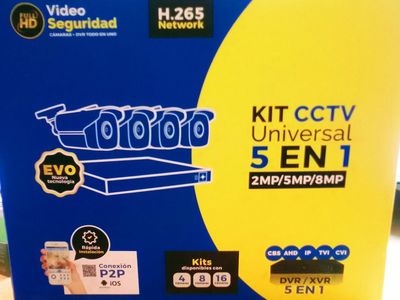 FULL
HD
Video
Seguridad
CÁMARAS + DVR TODO EN UNO
H.265
Network
KIT CCTV
Universal
5 EN 1
2MP/5MP/8MP
EVO
Nueva
tecnología
Rápida
Instalación
Conexión
P2P
iOS
Kits
disponibles con
4 8 16
CBS AHD IP TVI CVI
DVR / XVR
5 EN 1